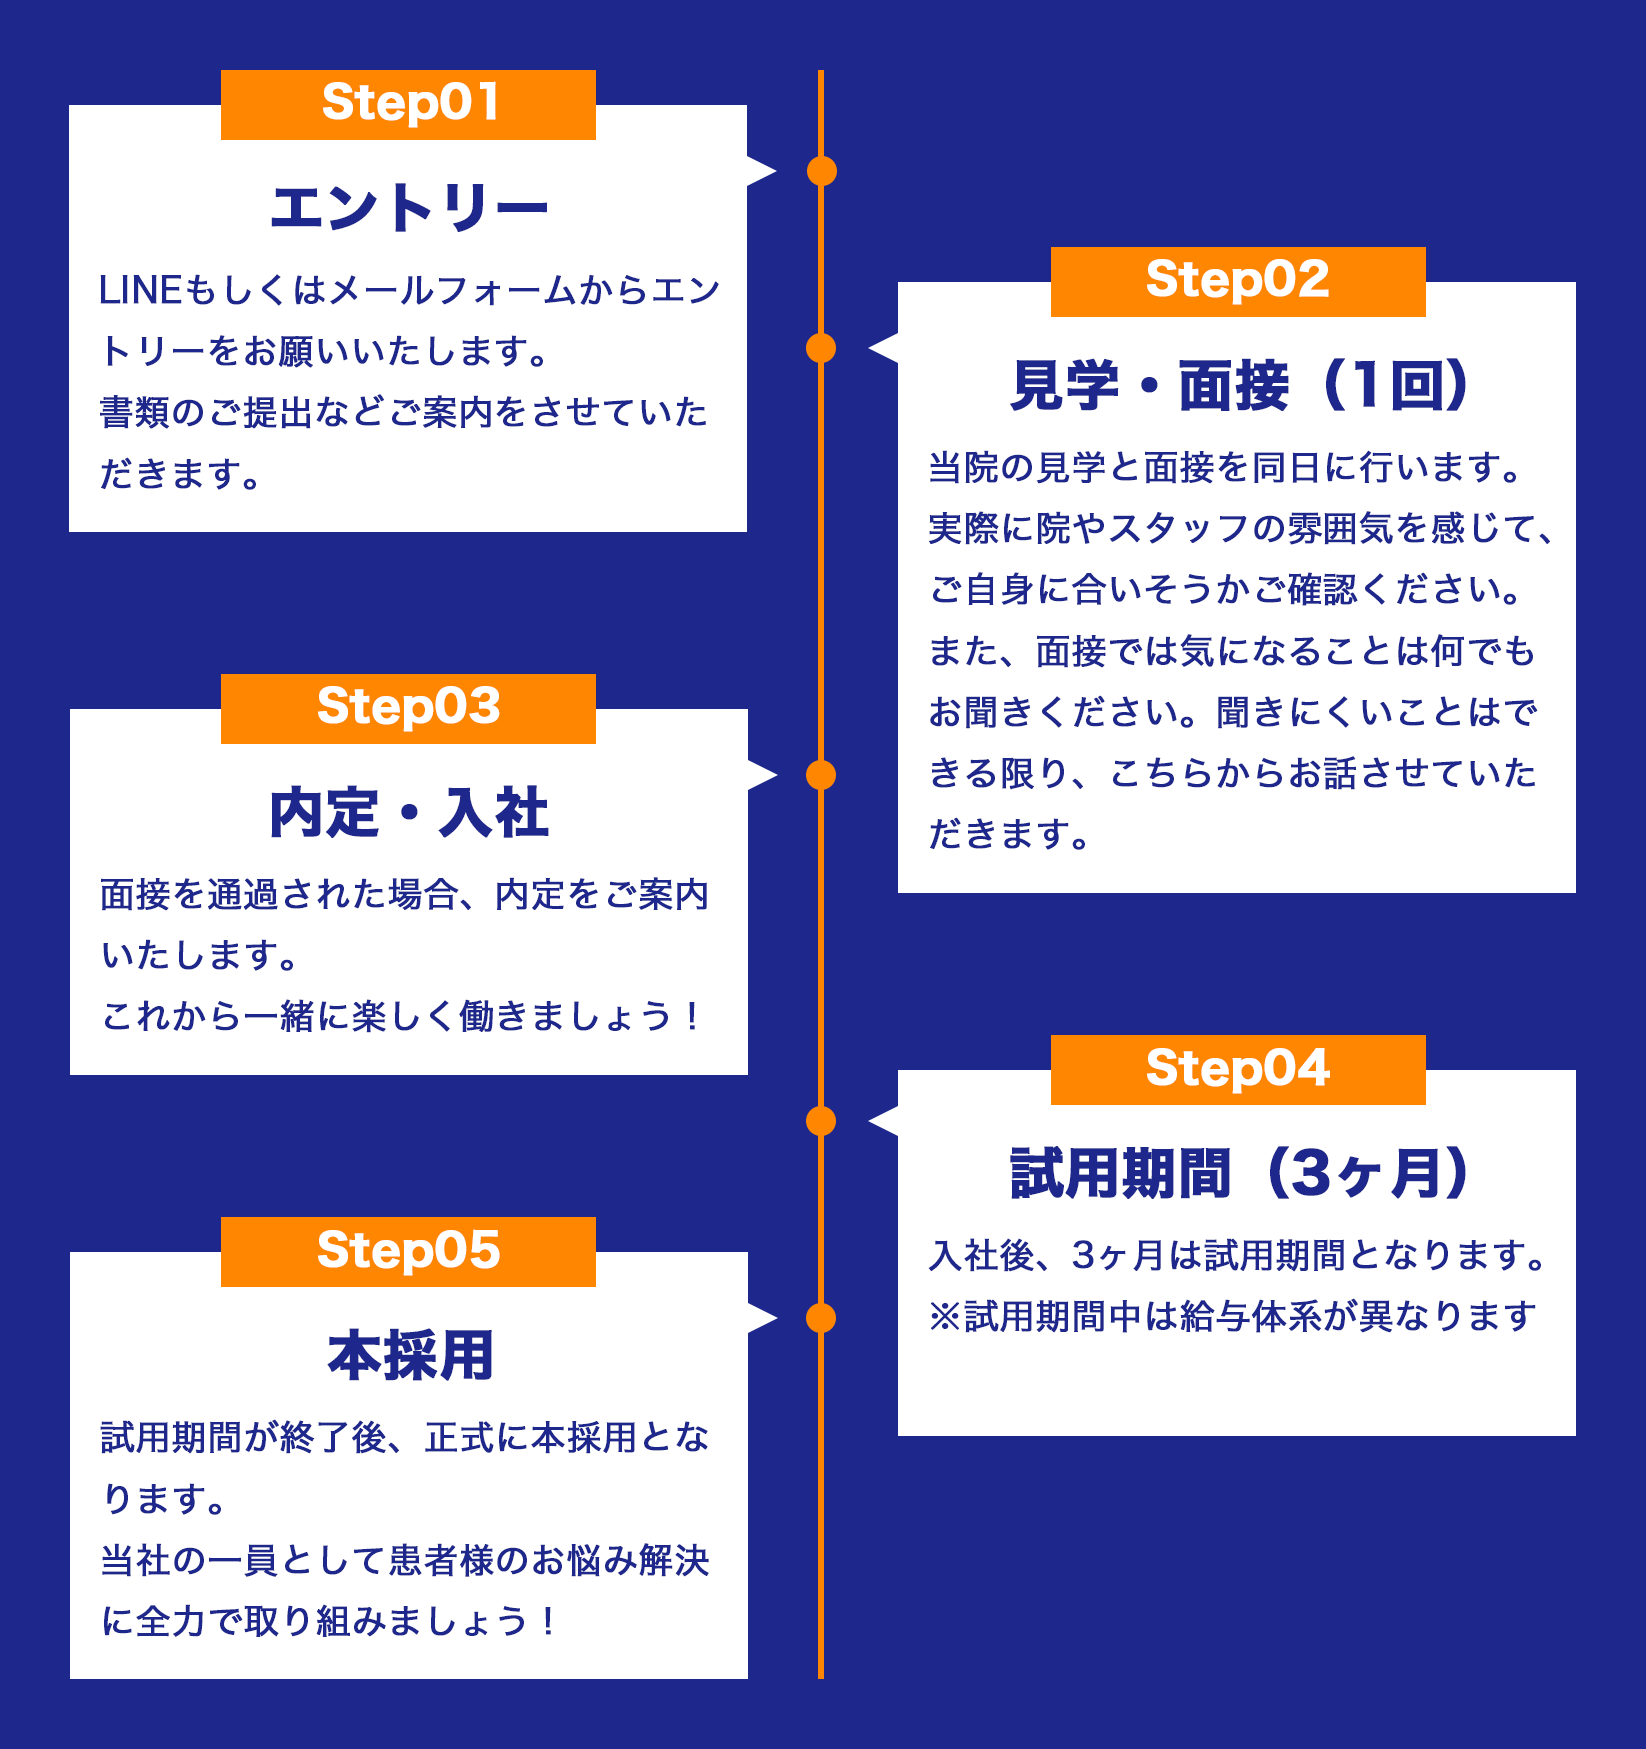 Step01
エントリー
LINEもしくはメールフォームからエン
トリーをお願いいたします。
書類のご提出などご案内をさせていた
だきます。
Step02
見学・面接（1回）
当院の見学と面接を同日に行います。
実際に院やスタッフの雰囲気を感じて、
ご自身に合いそうかご確認ください。
また、面接では気になることは何でも
お聞きください。聞きにくいことはで
きる限り、こちらからお話させていた
だきます。
Step03
内定・入社
面接を通過された場合、内定をご案内
いたします。
これから一緒に楽しく働きましょう！
Step04
試用期間（3ヶ月）
入社後、3ヶ月は試用期間となります。
※試用期間中は給与体系が異なります
Step05
本採用
試用期間が終了後、正式に本採用とな
ります。
当社の一員として患者様のお悩み解決
に全力で取り組みましょう！